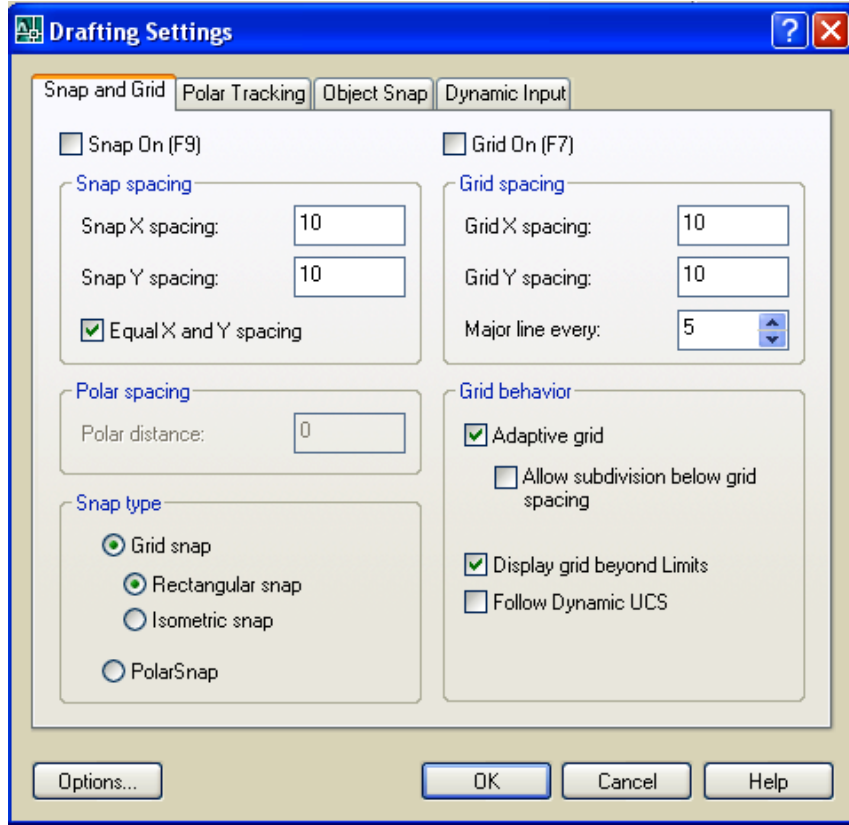 Drafting Settings
Snap and Grid Polar Tracking Object Snap Dynamic Input
Snap On (F9)
Snap spacing
Snap X spacing: 10
Snap Y spacing: 10
Equal X and Y spacing
Polar spacing
Polar distance: 0
Snap type
Grid snap
Rectangular snap
Isometric snap
PolarSnap
Grid On (F7)
Grid spacing
Grid X spacing: 10
Grid Y spacing: 10
Major line every: 5
Grid behavior
Adaptive grid
Allow subdivision below grid
spacing
Display grid beyond Limits
Follow Dynamic UCS
Options... OK Cancel Help